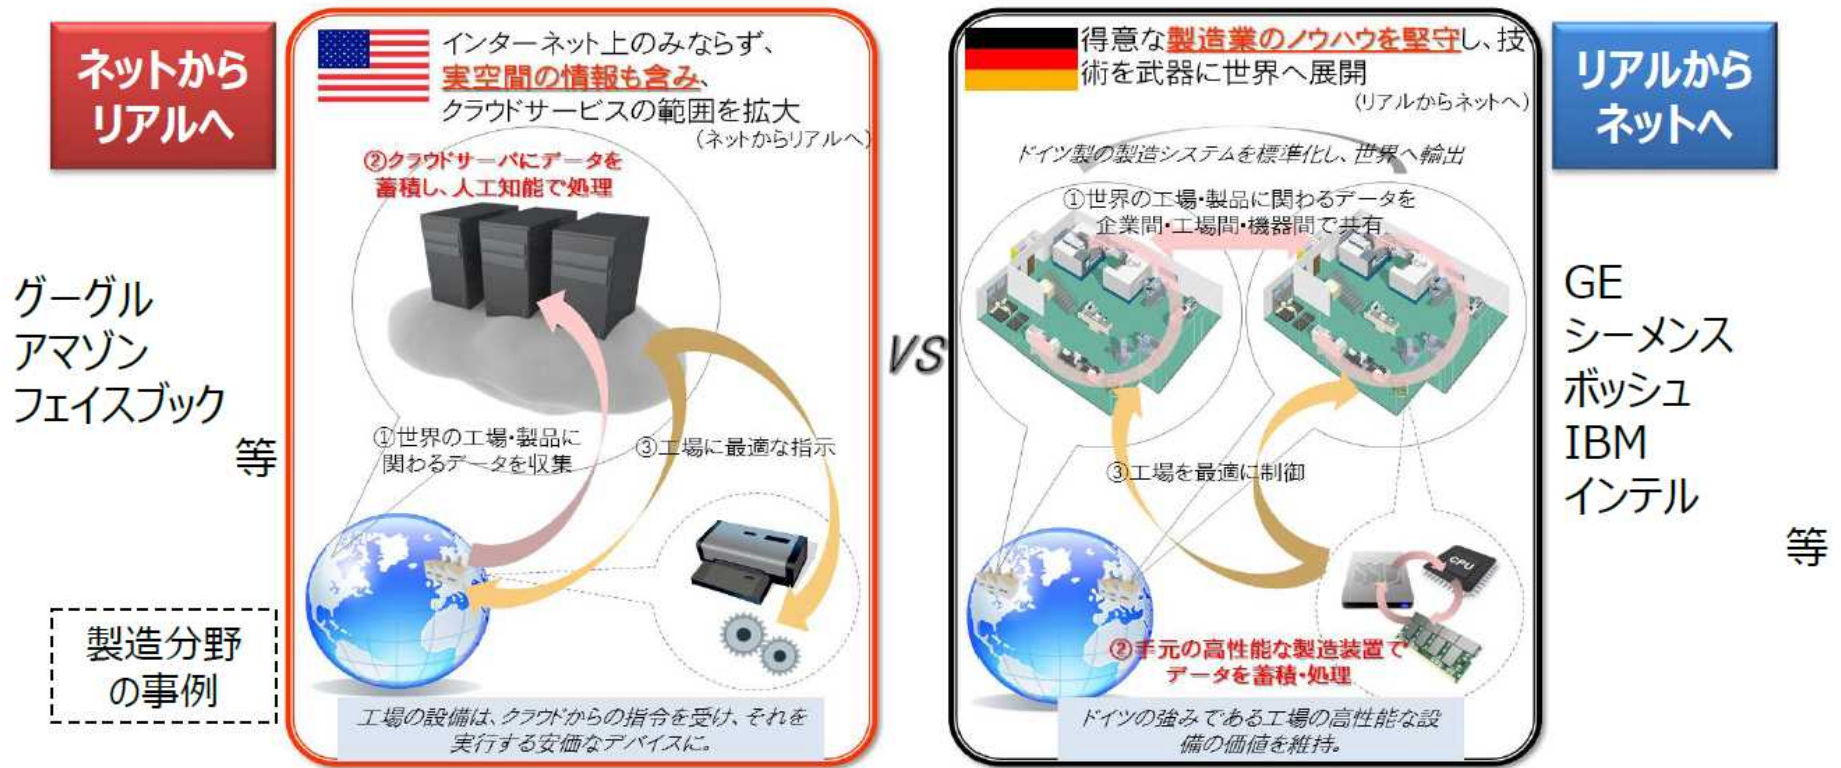 ネットから
リアルへ
グーグル
アマゾン
フェイスブック
等
製造分野
の事例
インターネット上のみならず、
実空間の情報も含み、
クラウドサービスの範囲を拡大
(ネットからリアルへ)
②クラウドサーバにデータを
蓄積し、人工知能で処理
①世界の工場・製品に
関わるデータを収集
③工場に最適な指示
工場の設備は、クラウドからの指令を受け、それを
実行する安価なデバイスに。
VS
得意な製造業のノウハウを堅守し、技
術を武器に世界へ展開
(リアルからネットへ)
ドイツ製の製造システムを標準化し、世界へ輸出
①世界の工場・製品に関わるデータを
企業間・工場間・機器間で共有
③工場を最適に制御
CPU
②手元の高性能な製造装置で
データを蓄積・処理
ドイツの強みである工場の高性能な設
備の価値を維持。
リアルから
ネットへ
GE
シーメンス
ボッシュ
IBM
インテル
等